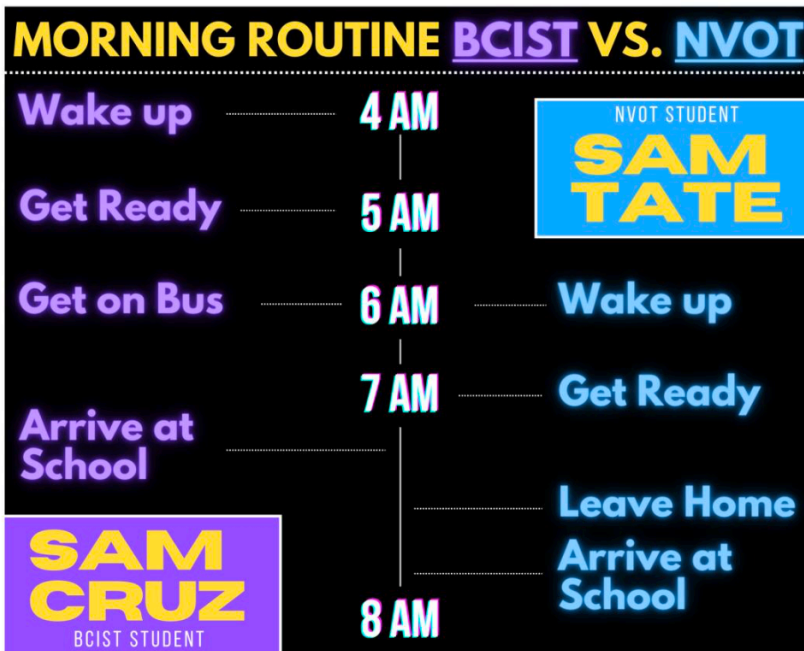 MORNING ROUTINE BCIST VS. NVOT
Wake up
4 AM
NVOT STUDENT
SAM
TATE
Get Ready
5 AM
Get on Bus
6 AM
Wake up
7 AM
Get Ready
Arrive at
School
Leave Home
Arrive at
School
SAM
CRUZ
BCIST STUDENT
8 AM